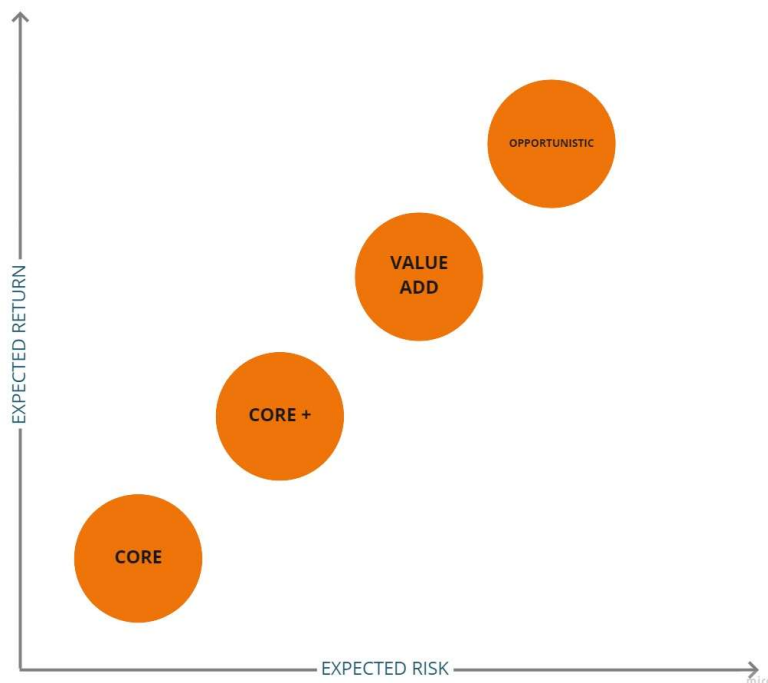 OPPORTUNISTIC
VALUE
ADD
EXPECTED RETURN
CORE +
CORE
EXPECTED RISK